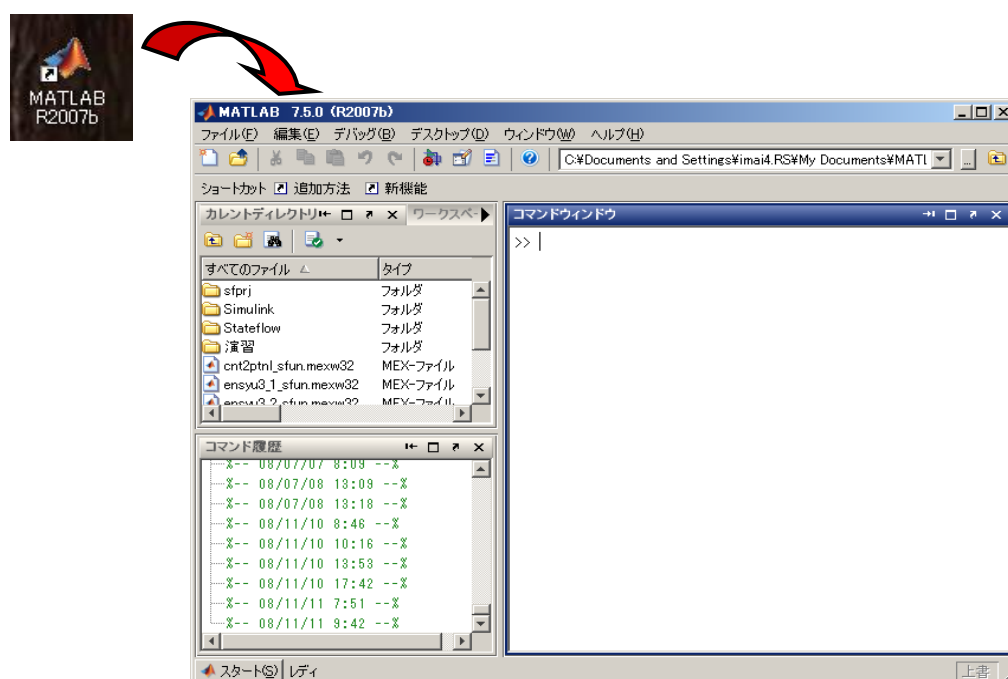 MATLAB
R2007b
MATLAB 7.5.0 (R2007b)
ファイル(F) 編集(E) デバッグ(B) デスクトップ(D) ウィンドウ(W) ヘルプ(H)
C:¥Documents and Settings¥imai4.RS¥My Documents¥MATL
ショートカット 追加方法 新機能
カレントディレクトリ ワークスペー
すべてのファイル タイプ
sfprj フォルダ
Simulink フォルダ
Stateflow フォルダ
演習 フォルダ
cnt2ptnl_sfun.mexw32 MEX-ファイル
ensyu3_1_sfun.mexw32 MEX-ファイル
ensyu3_2_sfun.mexw32 MEX-ファイル
コマンド履歴
%-- 08/07/07 8:09 --%
%-- 08/07/08 13:09 --%
%-- 08/07/08 13:18 --%
%-- 08/11/10 8:46 --%
%-- 08/11/10 10:16 --%
%-- 08/11/10 13:53 --%
%-- 08/11/10 17:42 --%
%-- 08/11/11 7:51 --%
%-- 08/11/11 9:42 --%
コマンドウィンドウ
>>
スタート(S) レディ
上書